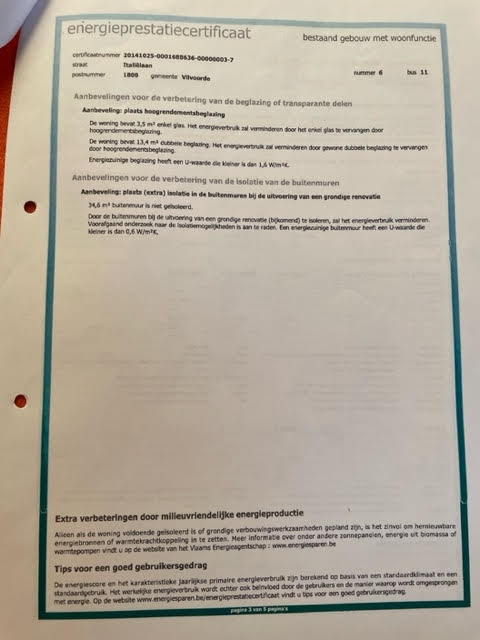 energieprestatiecertificaat
bestaand gebouw met woonfunctie
certificaatnummer 20141025-0001688636-00000003-7
straat Italiëlaan
postnummer 1800 gemeente Vilvoorde nummer 6 bus 11
Aanbevelingen voor de verbetering van de beglazing of transparante delen
Aanbeveling: plaats hoogrendementsbeglazing
De woning bevat 3,5 m² enkel glas. Het energieverbruik zal verminderen door het enkel glas te vervangen door
hoogrendementsbeglazing.
De woning bevat 13,4 m² dubbele beglazing. Het energieverbruik zal verminderen door gewone dubbele beglazing te vervangen
door hoogrendementsbeglazing.
Energiezuinige beglazing heeft een U-waarde die kleiner is dan 1,6 W/m²K.
Aanbevelingen voor de verbetering van de isolatie van de buitenmuren
Aanbeveling: plaats (extra) isolatie in de buitenmuren bij de uitvoering van een grondige renovatie
34,6 m² buitenmuur is niet geïsoleerd.
Door de buitenmuren bij de uitvoering van een grondige renovatie (bijkomend) te isoleren, zal het energieverbruik verminderen.
Voorafgaand onderzoek naar de isolatiemogelijkheden is aan te raden. Een energiezuinige buitenmuur heeft een U-waarde die
kleiner is dan 0,6 W/m²K.
Extra verbeteringen door milieuvriendelijke energieproductie
Alleen als de woning voldoende geïsoleerd is of grondige verbouwingswerkzaamheden gepland zijn, is het zinvol om hernieuwbare
energiebronnen of warmtekrachtkoppeling in te zetten. Meer informatie over onder andere zonnepanelen, energie uit biomassa of
warmtepompen vindt u op de website van het Vlaams Energieagentschap : www.energiesparen.be
Tips voor een goed gebruikersgedrag
De energiescore en het karakteristieke jaarlijkse primaire energieverbruik zijn berekend op basis van een standaardklimaat en een
standaardgebruik. Het werkelijke energieverbruik wordt echter ook beïnvloed door de gebruikers en de manier waarop wordt omgesprongen
met energie. Op de website www.energiesparen.be/energieprestatiecertificaat vindt u tips voor een goed gebruikersgedrag.
pagina 3 van 5 pagina's